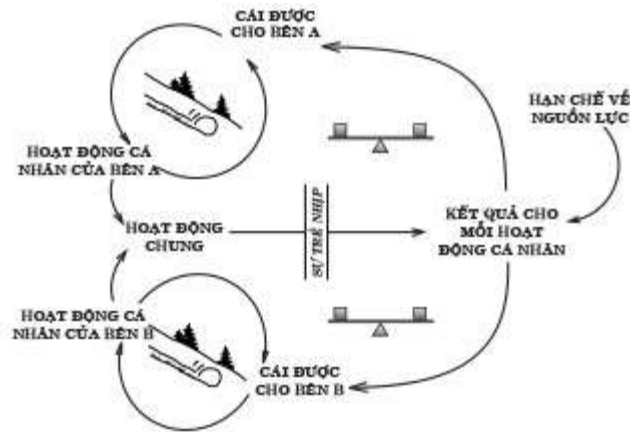 CÁI ĐƯỢC
CHO BÊN A
HẠN CHẾ VỀ
NGUỒN LỰC
HOẠT ĐỘNG CÁ
NHÂN CỦA BÊN A
HOẠT ĐỘNG
CHUNG
SỰ TRỄ NHỊP
KẾT QUẢ CHO
MỖI HOẠT
ĐỘNG CÁ NHÂN
HOẠT ĐỘNG CÁ
NHÂN CỦA BÊN B
CÁI ĐƯỢC
CHO BÊN B